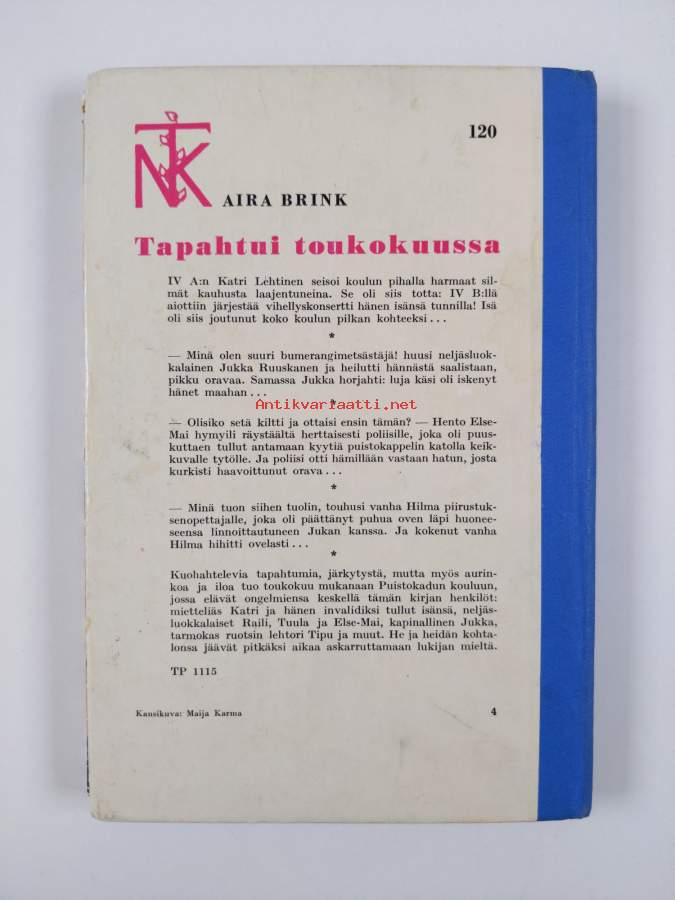 120
NTK
AIRA BRINK
Tapahtui toukokuussa
IV A:n Katri Lehtinen seisoi koulun pihalla harmaat sil-
mät kauhusta laajentuneina. Se oli siis totta: IV B:llä
aiottiin järjestää vihellyskonsertti hänen isänsä tunnilla! Isä
oli siis joutunut koko koulun pilkan kohteeksi . . .
*
— Minä olen suuri bumerangimetsästäjä! huusi neljäsluok-
kalainen Jukka Ruuskanen ja heilutti hännästä saalistaan,
pikku oravaa. Samassa Jukka horjahti: luja käsi oli iskenyt
hänet maahan . . .
*
Antikvariaatti.net
— Olisiko setä kiltti ja ottaisi ensin tämän? — Hento Else-
Mai hymyili räystäältä herttaisesti poliisille, joka oli puus-
kuttaen tullut antamaan kyytiä puistokappelin katolla keik-
kuvalle tytölle. Ja poliisi otti hämillään vastaan hatun, josta
kurkisti haavoittunut orava . . .
*
— Minä tuon siihen tuolin, touhusi vanha Hilma piirustuk-
senopettajalle, joka oli päättänyt puhua oven läpi huonee-
seensa linnoittautuneen Jukan kanssa. Ja kokenut vanha
Hilma hihitti ovelasti . . .
*
Kuohahtelevia tapahtumia, järkytystä, mutta myös aurin-
koa ja iloa tuo toukokuu mukanaan Puistokadun kouluun,
jossa elävät ongelmiensa keskellä tämän kirjan henkilöt:
mietteliäs Katri ja hänen invalidiksi tullut isänsä, neljäs-
luokkalaiset Raili, Tuula ja Else-Mai, kapinallinen Jukka,
tarmokas ruotsin lehtori Tipu ja muut. He ja heidän kohta-
lonsa jäävät pitkäksi aikaa askarruttamaan lukijan mieltä.
TP 1115
Kansikuva: Maija Karma
4